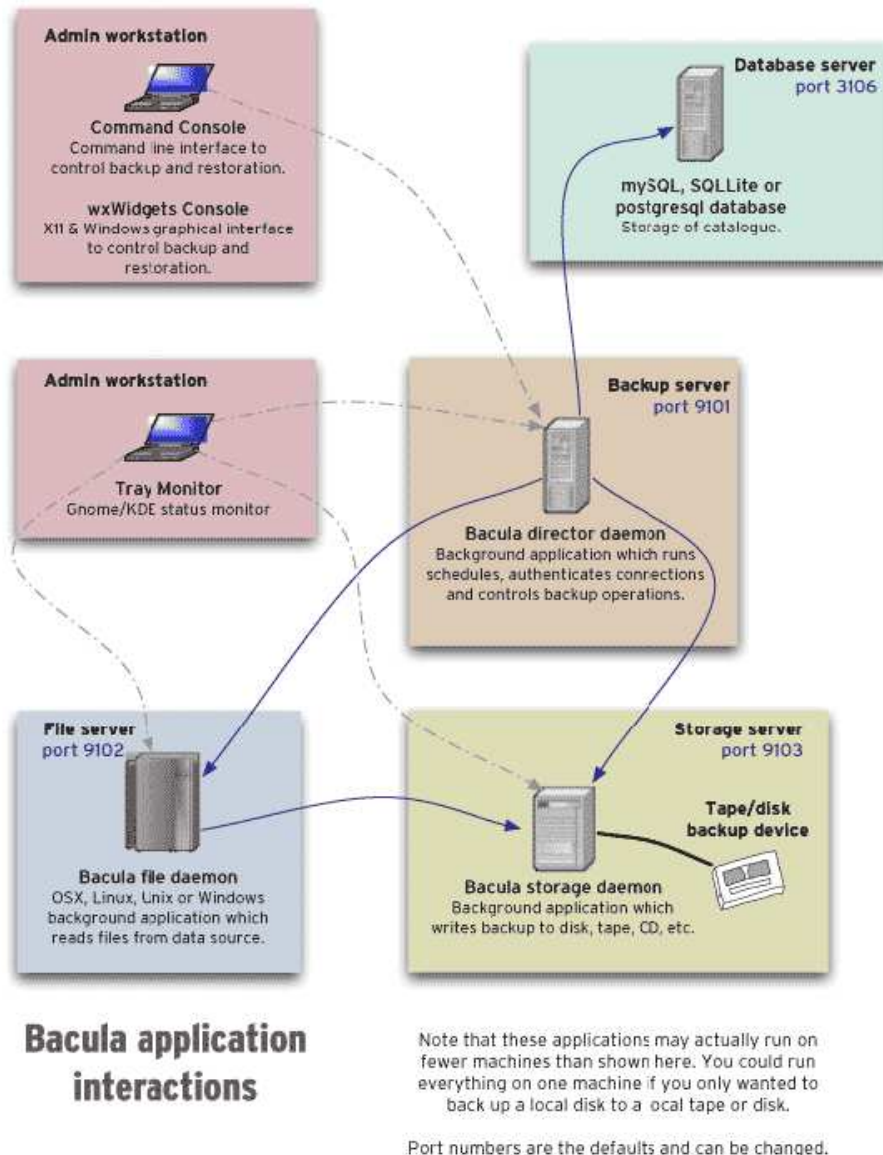 Admin workstation
Command Console
Command line interface to
control backup and restoration.
wxWidgets Console
X11 & Windows graphical interface
to control backup and
restoration.
Database server
port 3106
mySQL, SQLLite or
postgresql database
Storage of catalogue.
Admin workstation
Tray Monitor
Gnome/KDE status monitor
Backup server
port 9101
Bacula director daemon
Background application which runs
schedules, authenticates connections
and controls backup operations.
File server
port 9102
Bacula file daemon
OSX, Linux, Unix or Windows
background application which
reads files from data source.
Storage server
port 9103
Tape/disk
backup device
Bacula storage daemon
Background application which
writes backup to disk, tape, CD, etc.
Bacula application
interactions
Note that these applications may actually run on
fewer machines than shown here. You could run
everything on one machine if you only wanted to
back up a local disk to a local tape or disk.
Port numbers are the defaults and can be changed.